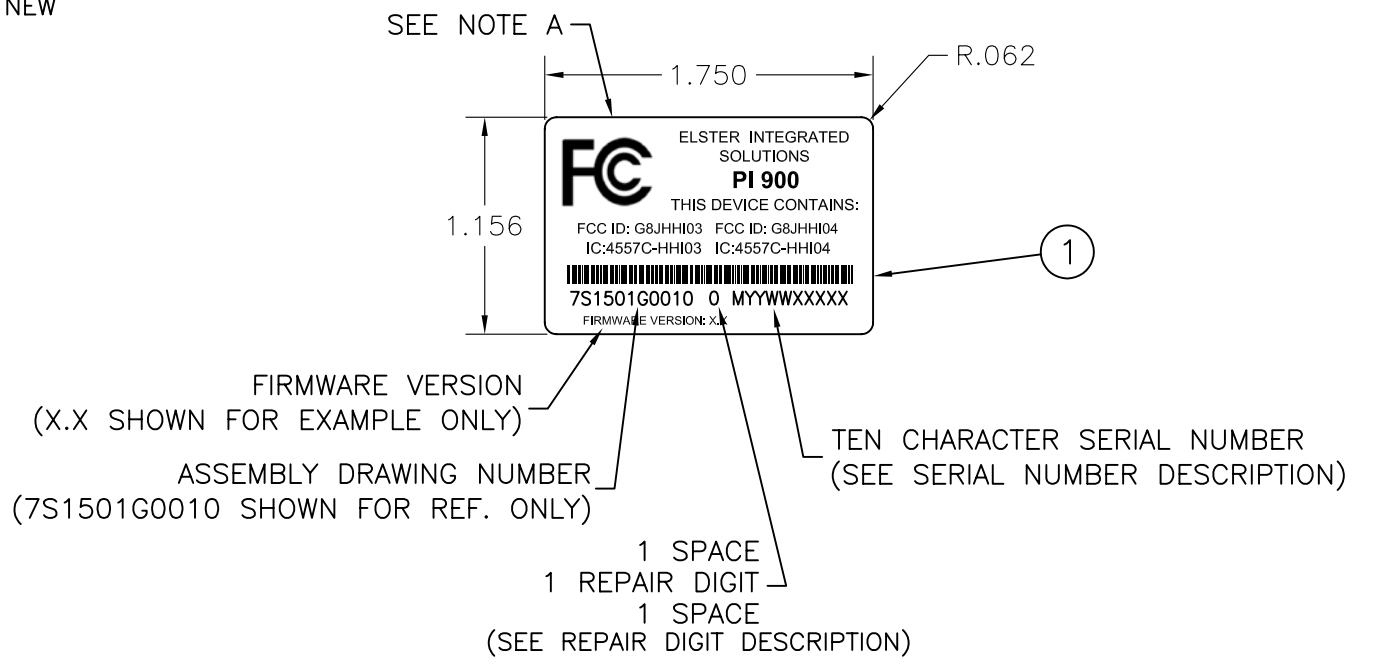 NEW
SEE NOTE A
1.750
R.062
1.156
FC
ELSTER INTEGRATED
SOLUTIONS
PI 900
THIS DEVICE CONTAINS:
FCC ID: G8JHHI03 FCC ID: G8JHHI04
IC:4557C-HHI03 IC:4557C-HHI04
7S1501G0010 0 MYYWWXXXXX
FIRMWARE VERSION: X.X
1
FIRMWARE VERSION
(X.X SHOWN FOR EXAMPLE ONLY)
ASSEMBLY DRAWING NUMBER
(7S1501G0010 SHOWN FOR REF. ONLY)
TEN CHARACTER SERIAL NUMBER
(SEE SERIAL NUMBER DESCRIPTION)
1 SPACE
1 REPAIR DIGIT
1 SPACE
(SEE REPAIR DIGIT DESCRIPTION)